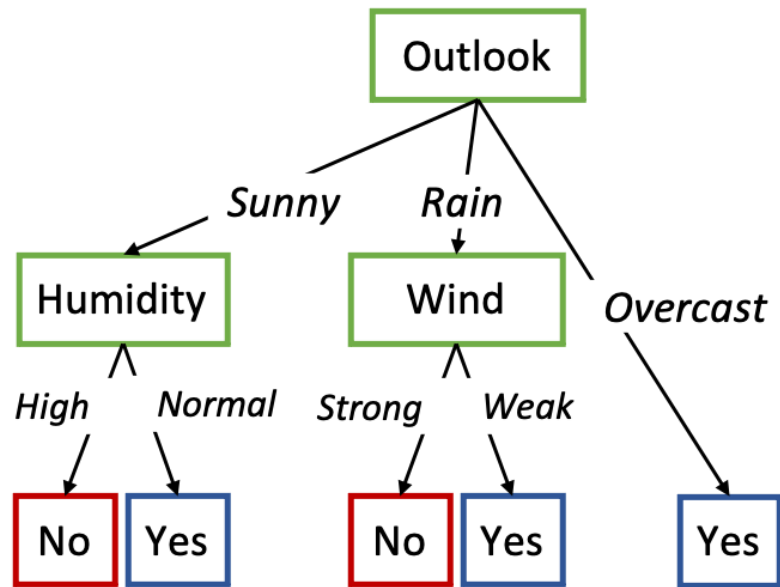 Outlook
Sunny Rain
Humidity Wind Overcast
High Normal Strong Weak
No Yes No Yes Yes